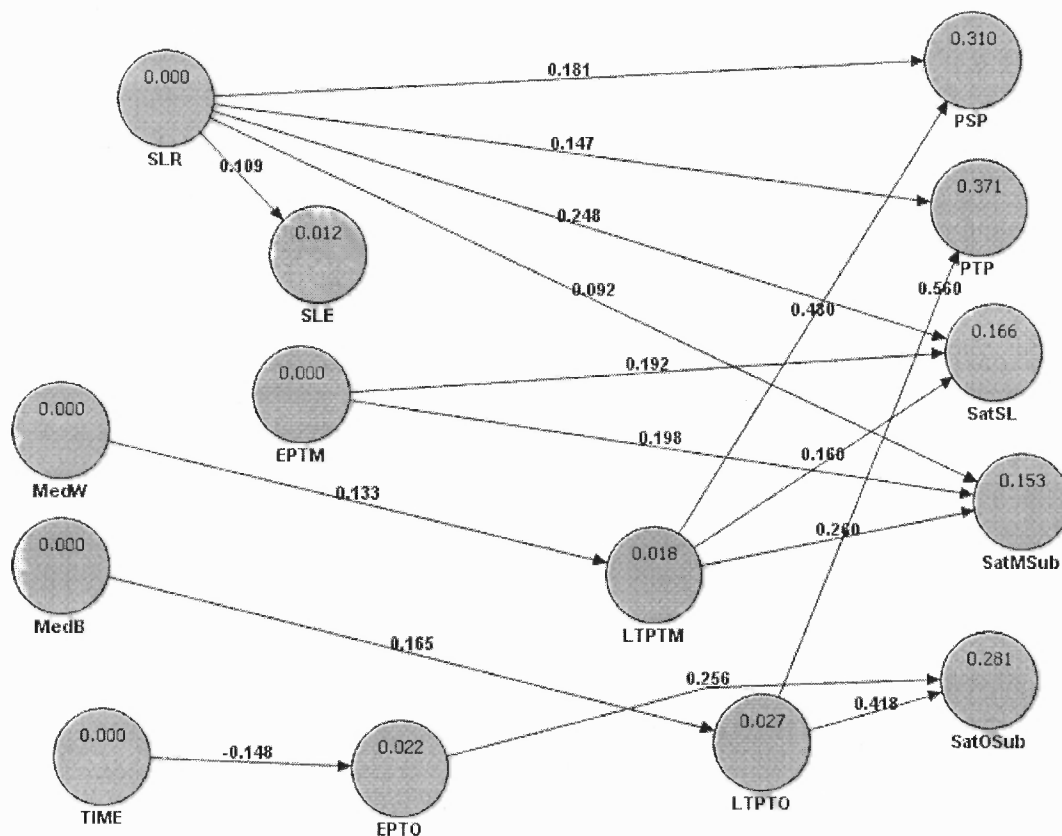 0.310
0.000
0.181
PSP
SLR
0.147
0.109
0.371
0.248
0.012
PTP
0.092
0.560
SLE
0.480
0.166
0.192
0.000
0.000
SatSL
0.198
EPTM
0.160
0.153
MedW
0.133
0.260
0.000
0.018
SatMSub
MedB
LTPTM
0.165
0.281
0.256
0.418
0.027
0.000
0.022
SatOSub
-0.148
LTPTO
TIME
EPTO